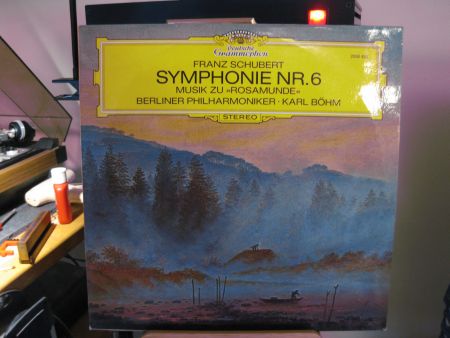 Deutsche
Grammophon
FRANZ SCHUBERT
SYMPHONIE NR. 6
MUSIK ZU »ROSAMUNDE«
BERLINER PHILHARMONIKER · KARL BÖHM
STEREO